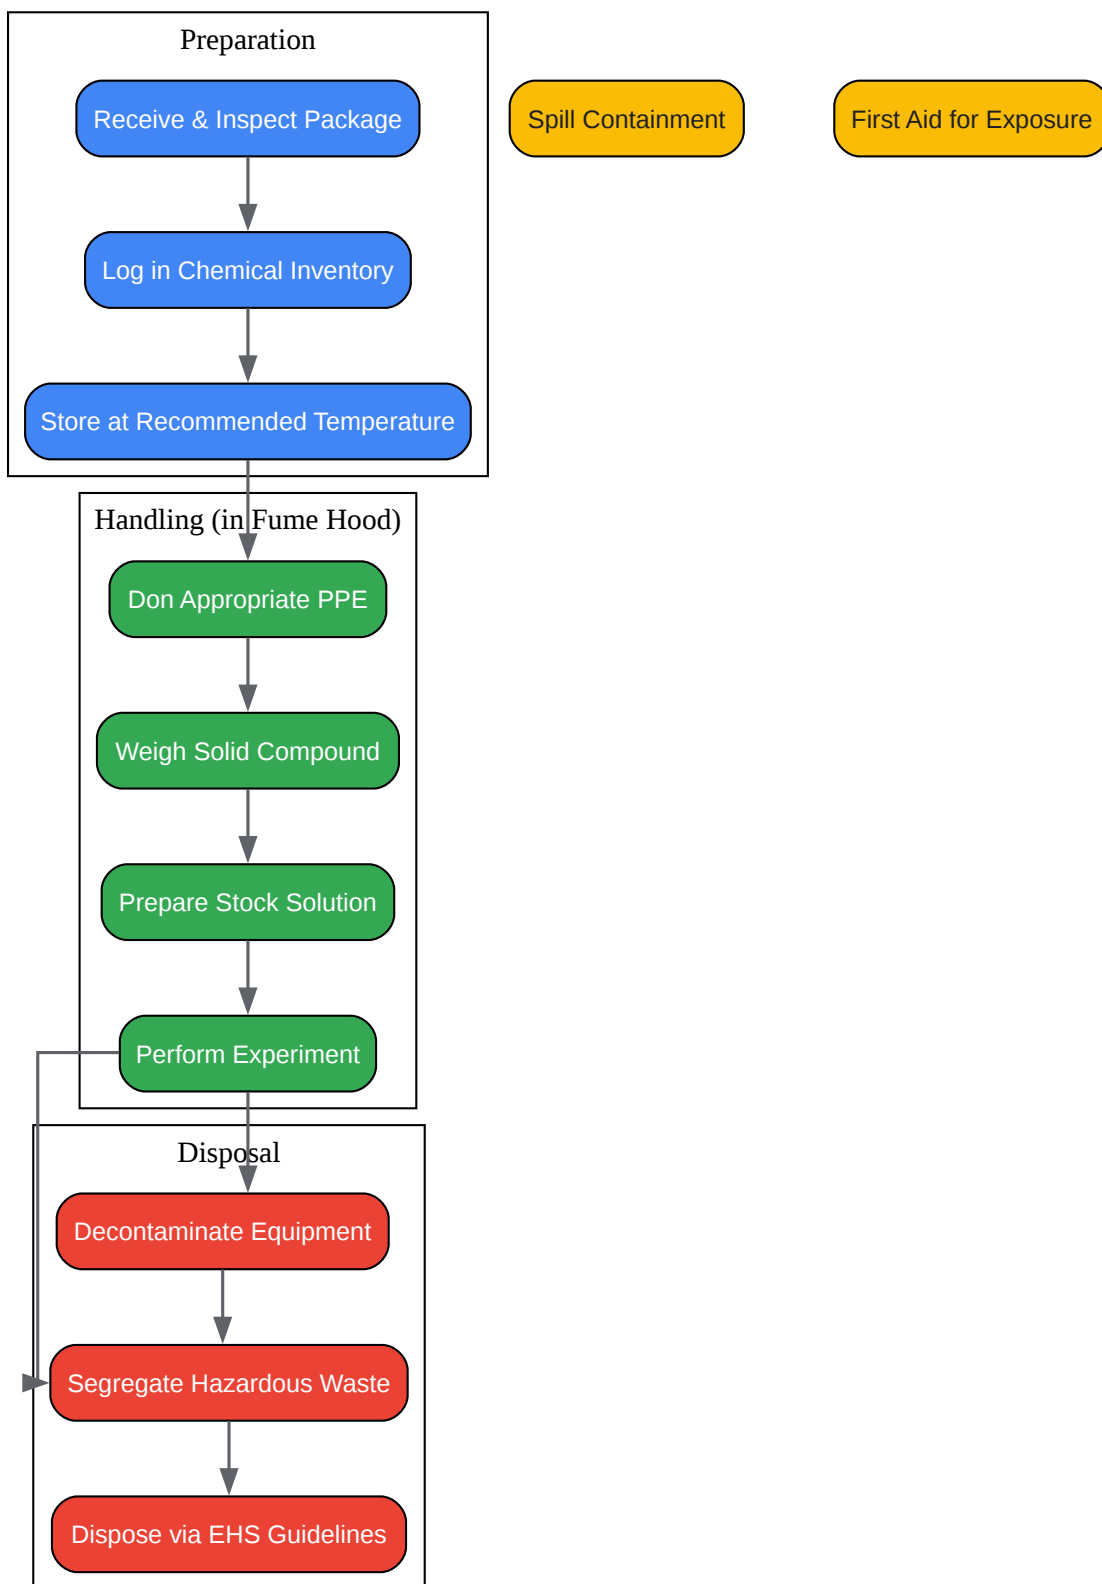 Preparation
Receive & Inspect Package
Spill Containment
First Aid for Exposure
Log in Chemical Inventory
Store at Recommended Temperature
Handling (in Fume Hood)
Don Appropriate PPE
Weigh Solid Compound
Prepare Stock Solution
Perform Experiment
Disposal
Decontaminate Equipment
Segregate Hazardous Waste
Dispose via EHS Guidelines